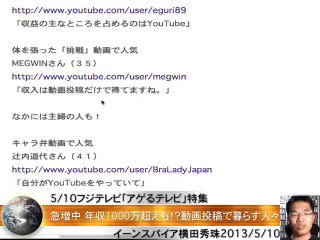 http://www.youtube.com/user/eguri89
「収益の主なところを占めるのはYouTube」
体を張った「挑戦」動画で人気
MEGWINさん（３５）
http://www.youtube.com/user/megwin
『収入は動画投稿だけで得てますね。』
なかには主婦の人も！
キャラ弁動画で人気
辻内道代さん（４１）
http://www.youtube.com/user/BraLadyJapan
「自分がYouTubeをやっていて」
5/10フジテレビ「アゲるテレビ」特集
急増中 年収1000万超えも!?動画投稿で暮らす人々
イーンスパイア横田秀珠2013/5/10